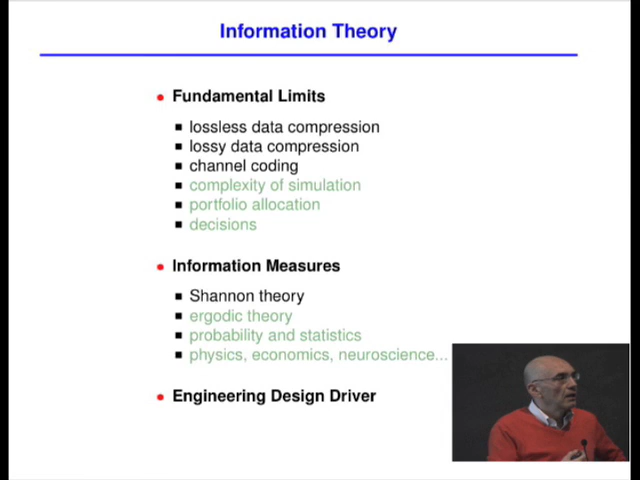 Information Theory
Fundamental Limits
lossless data compression
lossy data compression
channel coding
complexity of simulation
portfolio allocation
decisions
Information Measures
Shannon theory
ergodic theory
probability and statistics
physics, economics, neuroscience...
Engineering Design Driver